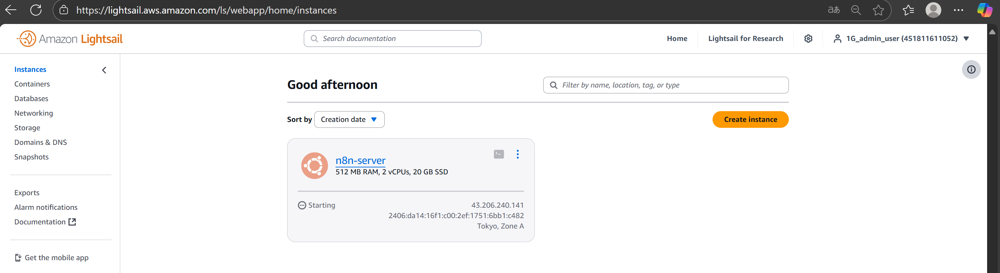 https://lightsail.aws.amazon.com/ls/webapp/home/instances
aあ
Amazon Lightsail
Search documentation
Home
Lightsail for Research
1G_admin_user (451811611052)
Instances
Containers
Databases
Networking
Storage
Domains & DNS
Snapshots
Exports
Alarm notifications
Documentation
Get the mobile app
Good afternoon
Filter by name, location, tag, or type
Sort by Creation date
Create instance
n8n-server
512 MB RAM, 2 vCPUs, 20 GB SSD
Starting
43.206.240.141
2406:da14:16f1:c00:2ef:1751:6bb1:c482
Tokyo, Zone A